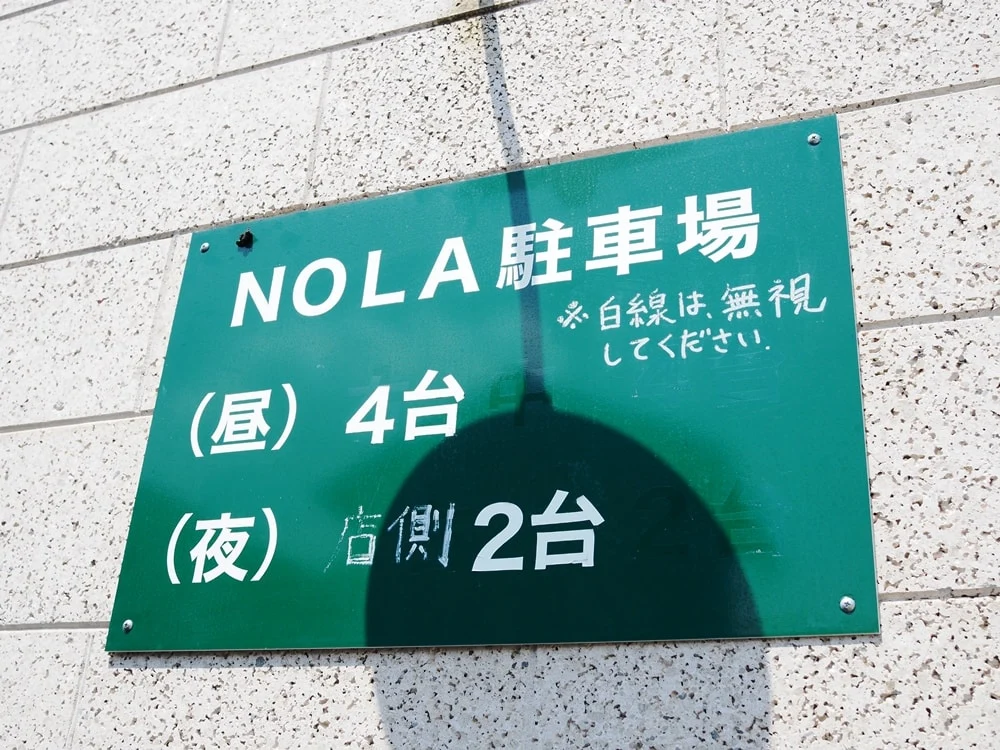 NOLA駐車場
※白線は、無視
してください.
(昼) 4台
(夜) 店側 2台